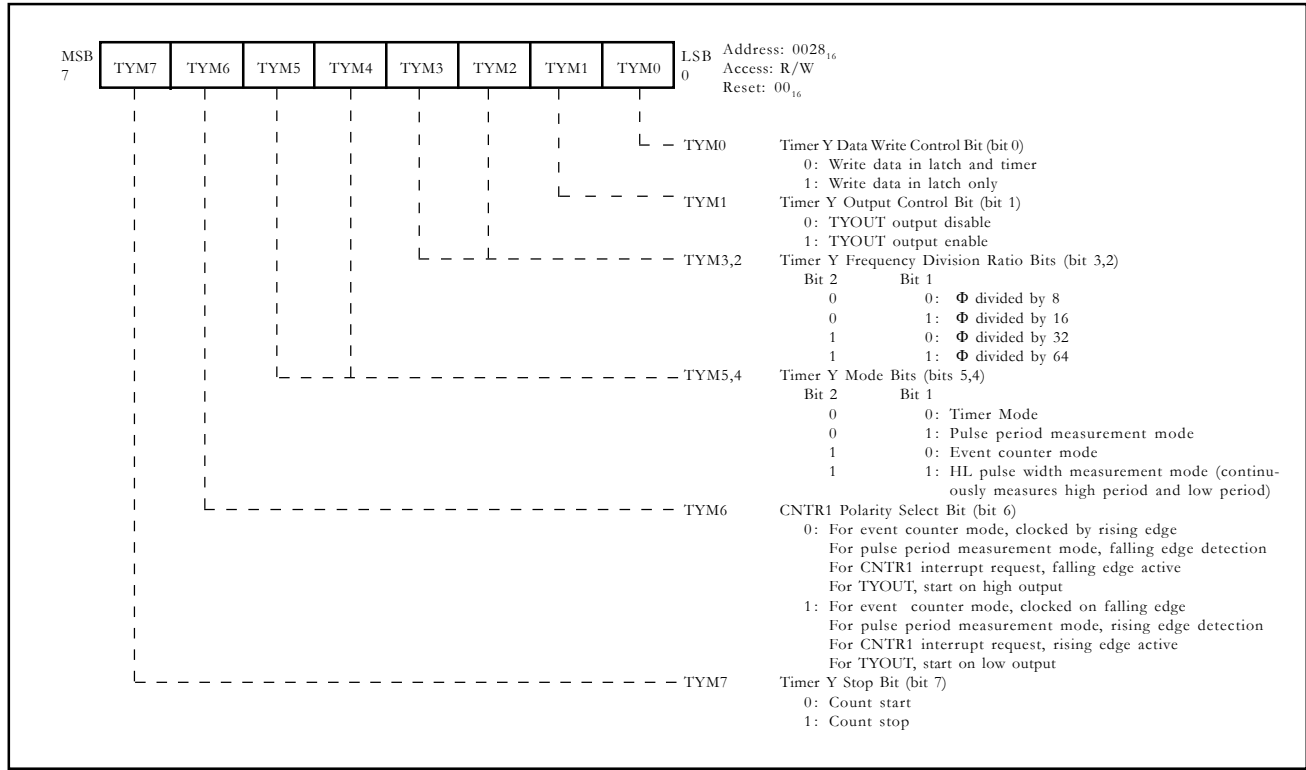 MSB TYM7 TYM6 TYM5 TYM4 TYM3 TYM2 TYM1 TYM0 LSB Address: 0028₁₆
7 0 Access: R/W
Reset: 00₁₆
TYM0 Timer Y Data Write Control Bit (bit 0)
0: Write data in latch and timer
1: Write data in latch only
TYM1 Timer Y Output Control Bit (bit 1)
0: TYOUT output disable
1: TYOUT output enable
TYM3,2 Timer Y Frequency Division Ratio Bits (bit 3,2)
Bit 2 Bit 1
0 0: Φ divided by 8
0 1: Φ divided by 16
1 0: Φ divided by 32
1 1: Φ divided by 64
TYM5,4 Timer Y Mode Bits (bits 5,4)
Bit 2 Bit 1
0 0: Timer Mode
0 1: Pulse period measurement mode
1 0: Event counter mode
1 1: HL pulse width measurement mode (continu-
ously measures high period and low period)
TYM6 CNTR1 Polarity Select Bit (bit 6)
0: For event counter mode, clocked by rising edge
For pulse period measurement mode, falling edge detection
For CNTR1 interrupt request, falling edge active
For TYOUT, start on high output
1: For event counter mode, clocked on falling edge
For pulse period measurement mode, rising edge detection
For CNTR1 interrupt request, rising edge active
For TYOUT, start on low output
TYM7 Timer Y Stop Bit (bit 7)
0: Count start
1: Count stop